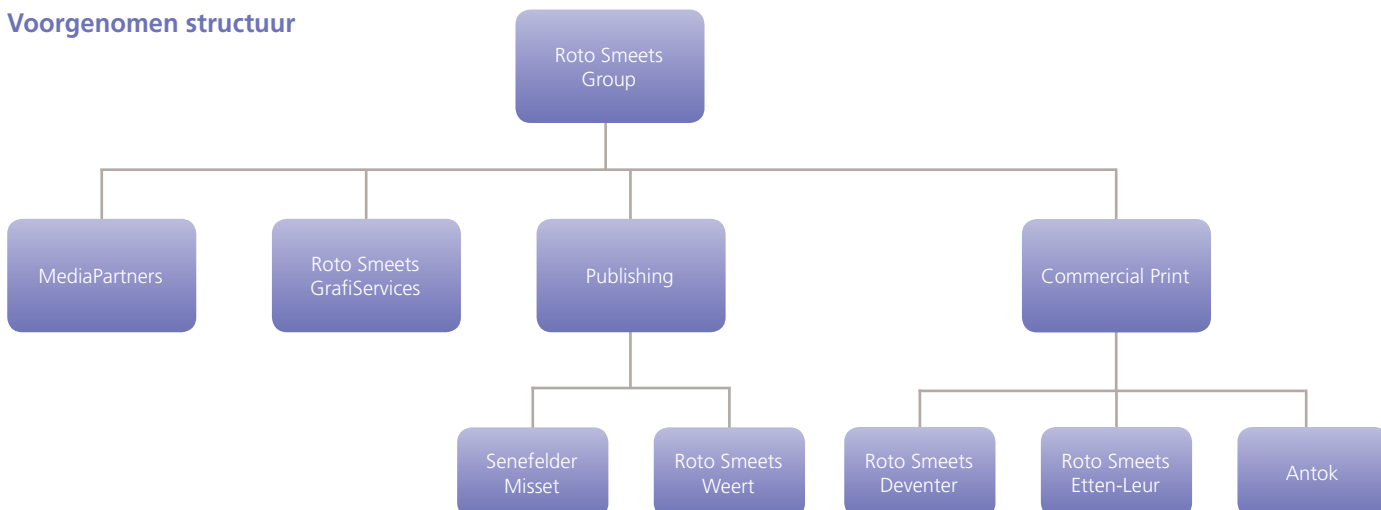 Voorgenomen structuur
Roto Smeets
Group
MediaPartners
Roto Smeets
GrafiServices
Publishing
Commercial Print
Senefelder
Misset
Roto Smeets
Weert
Roto Smeets
Deventer
Roto Smeets
Etten-Leur
Antok